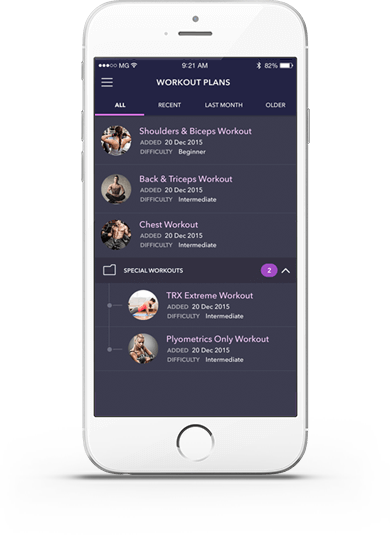 MG 9:21 AM 82%
WORKOUT PLANS
ALL RECENT LAST MONTH OLDER
Shoulders & Biceps Workout
ADDED 20 Dec 2015
DIFFICULTY Beginner
Back & Triceps Workout
ADDED 20 Dec 2015
DIFFICULTY Intermediate
Chest Workout
ADDED 20 Dec 2015
DIFFICULTY Intermediate
SPECIAL WORKOUTS 2
TRX Extreme Workout
ADDED 20 Dec 2015
DIFFICULTY Intermediate
Plyometrics Only Workout
ADDED 20 Dec 2015
DIFFICULTY Intermediate